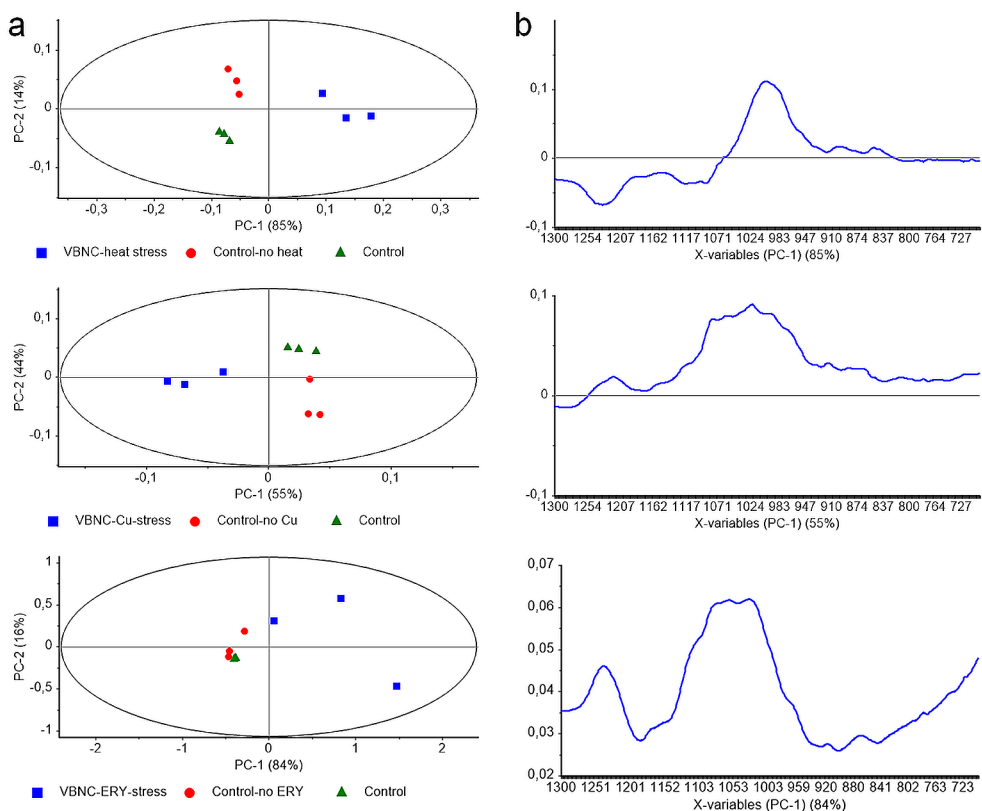 a
b
PC-2 (14%)
0,1
0
-0,1
-0,3
-0,2
-0,1
0
0,1
0,2
0,3
PC-1 (85%)
VBNC-heat stress
Control-no heat
Control
0,1
0
-0,1
1300 1254 1207 1162 1117 1071 1024 983 947 910 874 837 800 764 727
X-variables (PC-1) (85%)
PC-2 (44%)
0,1
0
-0,1
-0,1
0
0,1
PC-1 (55%)
VBNC-Cu-stress
Control-no Cu
Control
0,1
0
-0,1
1300 1254 1207 1162 1117 1071 1024 983 947 910 874 837 800 764 727
X-variables (PC-1) (55%)
PC-2 (16%)
1
0,5
0
-0,5
-1
-2
-1
0
1
2
PC-1 (84%)
VBNC-ERY-stress
Control-no ERY
Control
0,07
0,06
0,05
0,04
0,03
0,02
1300 1251 1201 1152 1103 1053 1003 959 920 880 841 802 763 723
X-variables (PC-1) (84%)